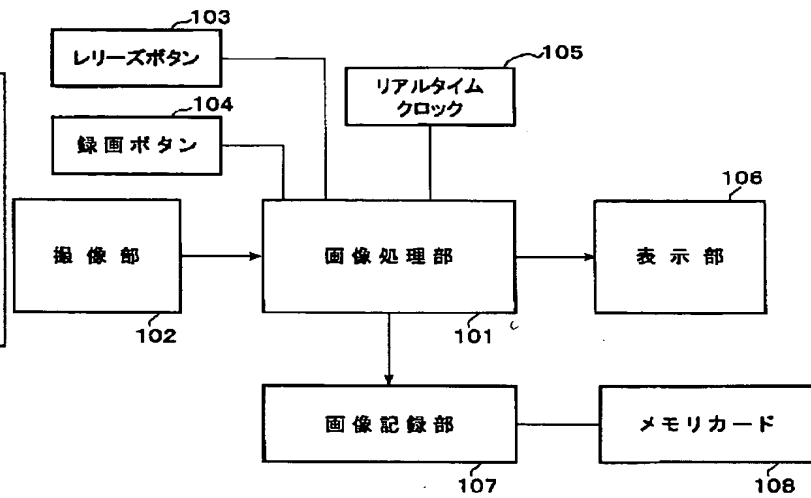 103
レリーズボタン
104
録画ボタン
105
リアルタイム
クロック
撮像部
102
画像処理部
101
106
表示部
画像記録部
107
メモリカード
108